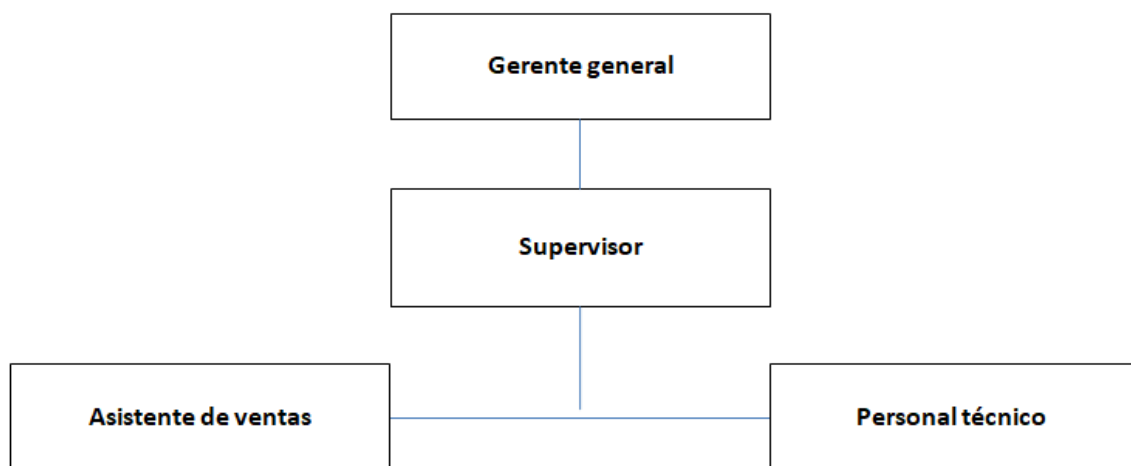 Gerente general
Supervisor
Asistente de ventas
Personal técnico